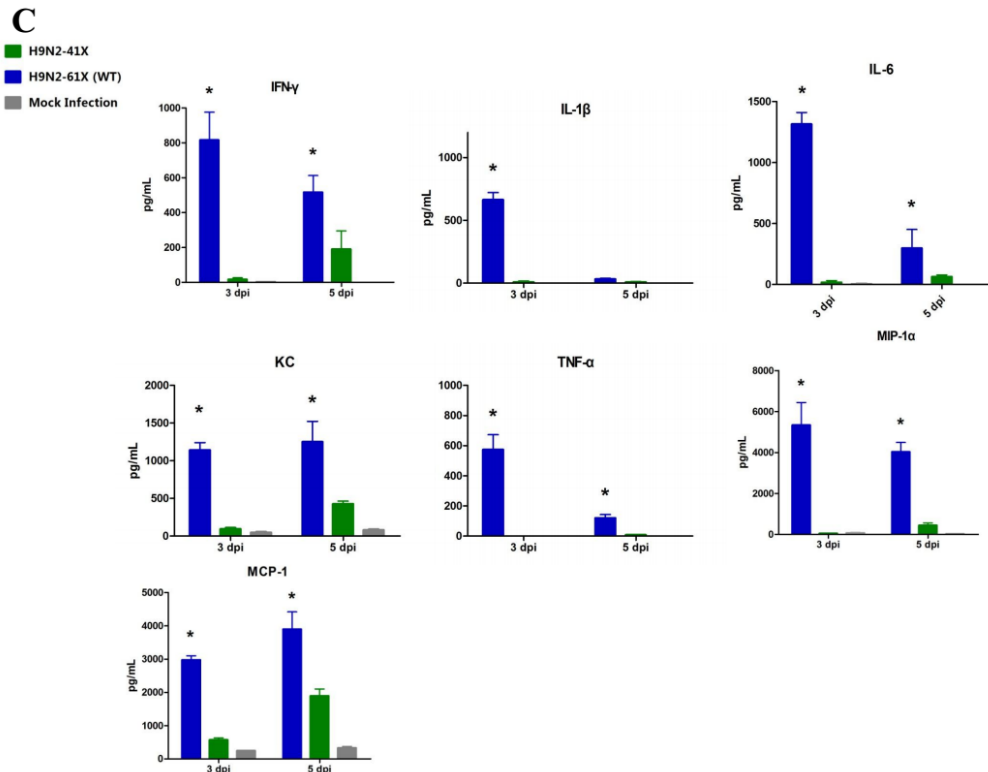 C
H9N2-41X
H9N2-61X (WT)
Mock Infection
IFN-γ
pg/mL
1000
800
600
400
200
0
*
*
3 dpi
5 dpi
IL-1β
pg/mL
1000
500
0
*
3 dpi
5 dpi
IL-6
pg/mL
1500
1000
500
0
*
*
3 dpi
5 dpi
KC
pg/mL
2000
1500
1000
500
0
*
*
3 dpi
5 dpi
TNF-α
pg/mL
1000
800
600
400
200
0
*
*
3 dpi
5 dpi
MIP-1α
pg/mL
8000
6000
4000
2000
0
*
*
3 dpi
5 dpi
MCP-1
pg/mL
5000
4000
3000
2000
1000
0
*
*
3 dpi
5 dpi